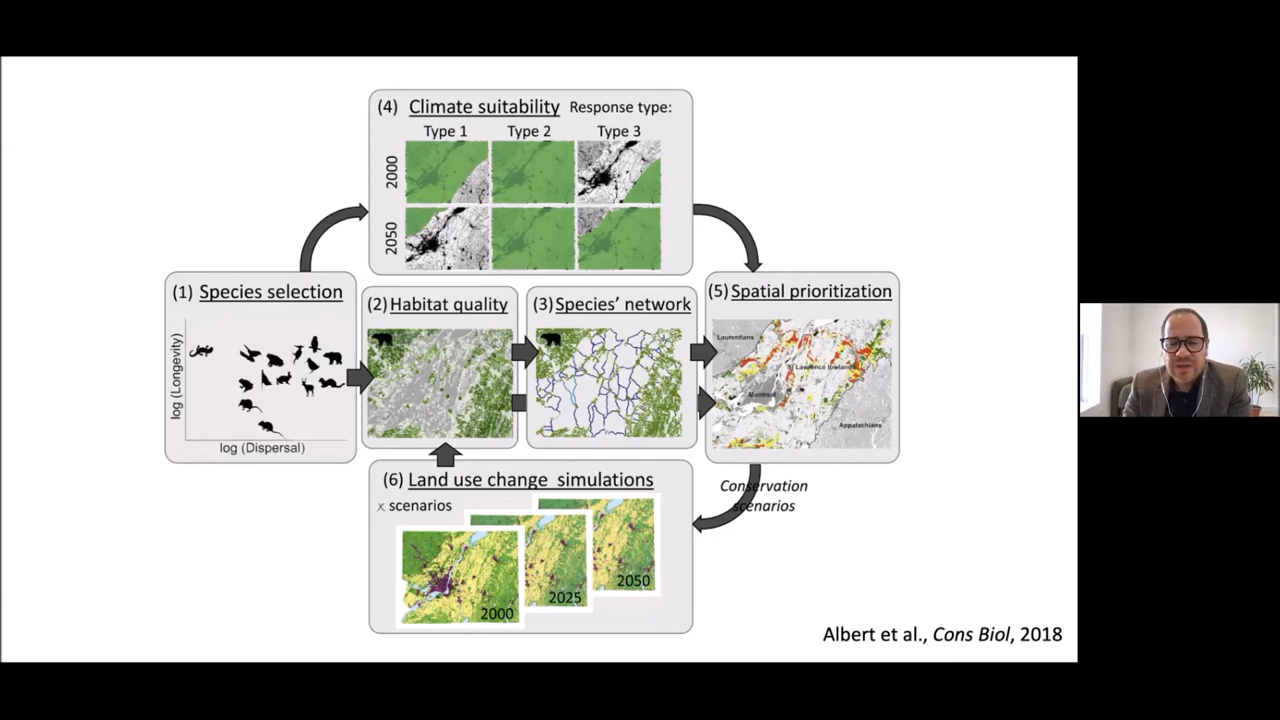 (4) Climate suitability Response type:
Type 1 Type 2 Type 3
2000
2050
(1) Species selection
log (Longevity)
log (Dispersal)
(2) Habitat quality
(3) Species' network
(5) Spatial prioritization
Laurentians
St Lawrence lowlands
Montreal
Appalachians
(6) Land use change simulations
x scenarios
2000
2025
2050
Conservation
scenarios
Albert et al., Cons Biol, 2018